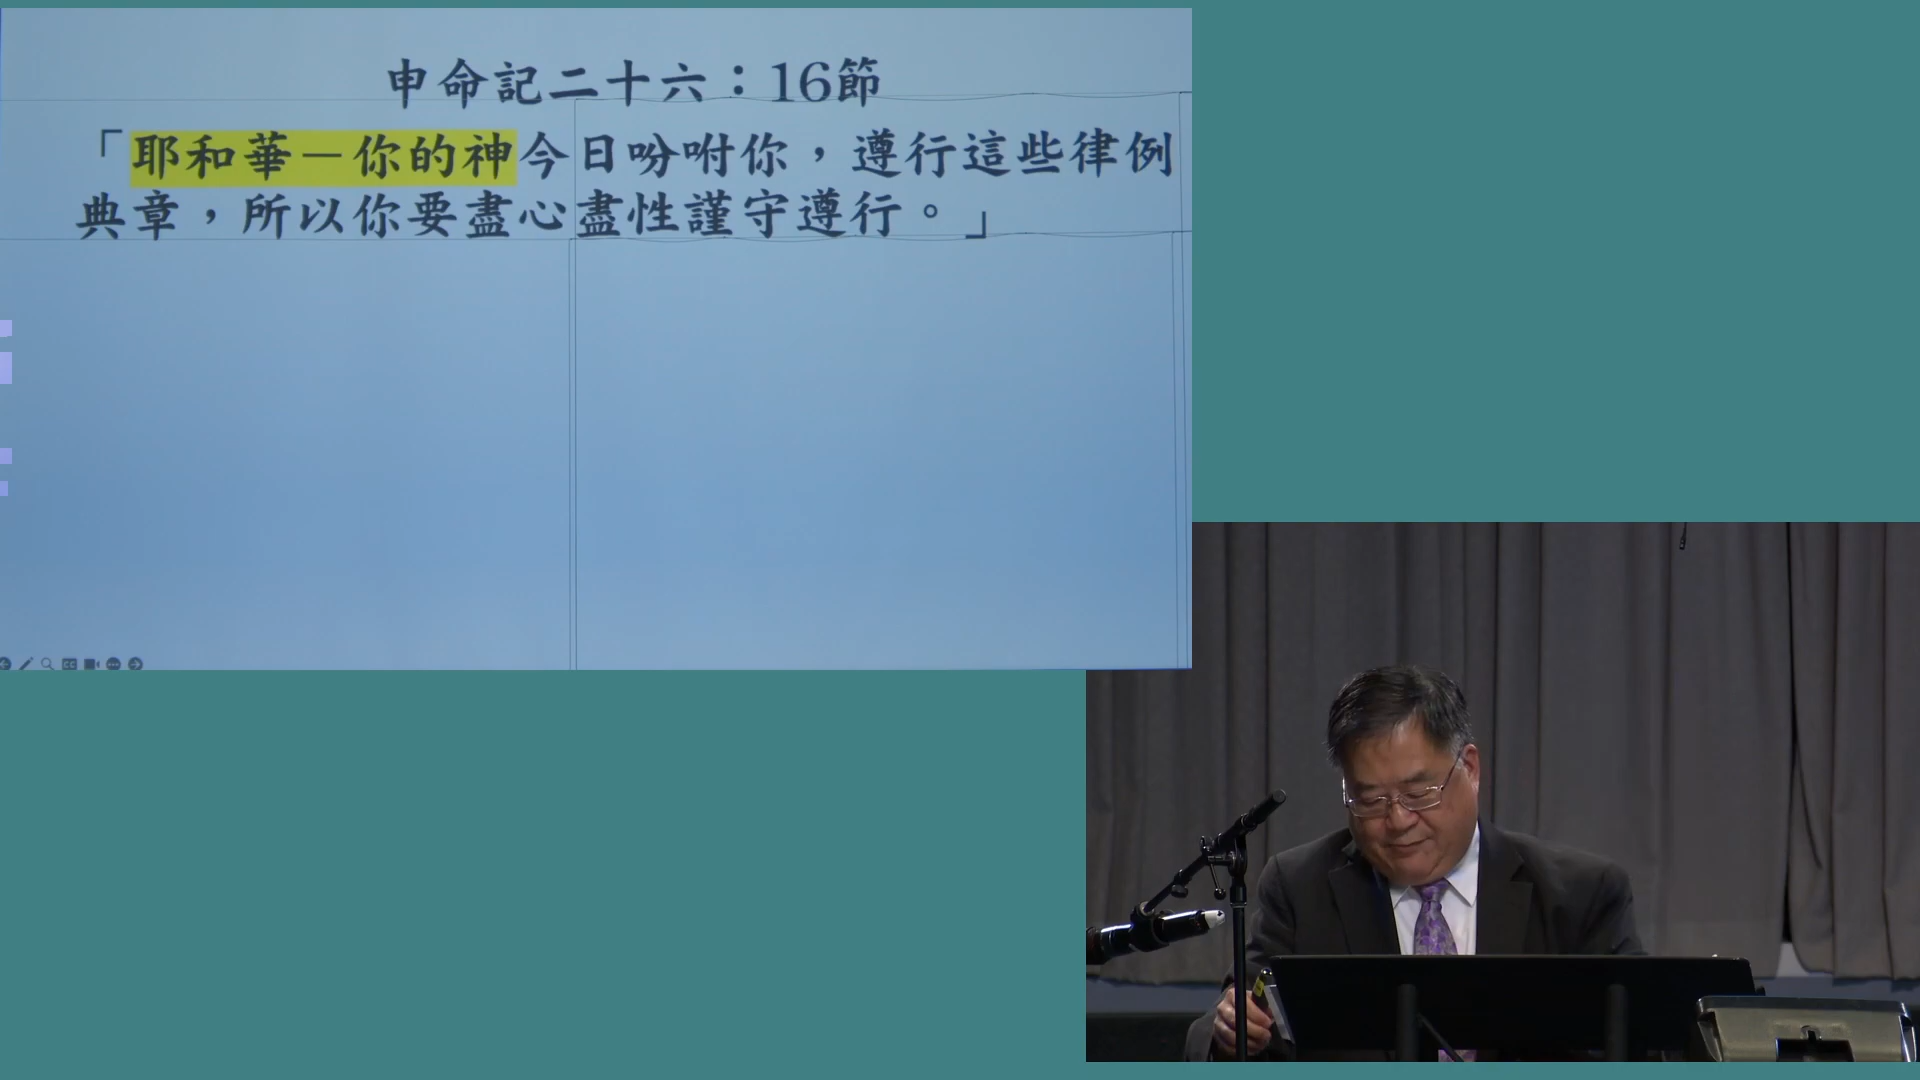 申命記二十六：16節
「耶和華－你的神今日吩咐你，遵行這些律例
典章，所以你要盡心盡性謹守遵行。」